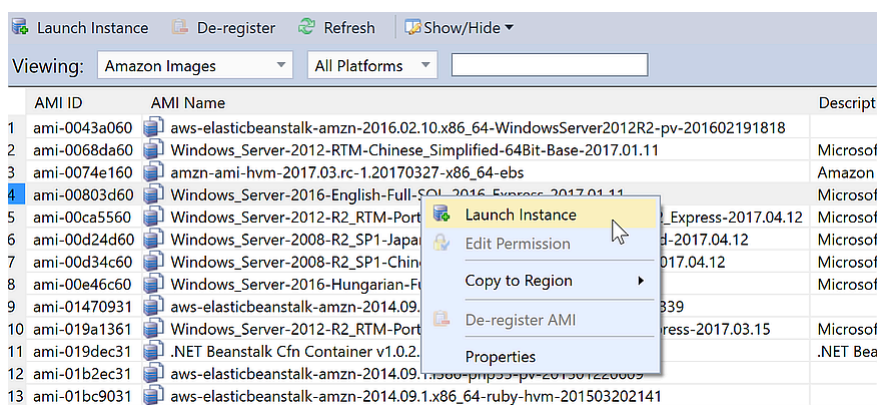 Launch Instance De-register Refresh Show/Hide
Viewing: Amazon Images All Platforms
AMI ID AMI Name Descript
1 ami-0043a060 aws-elasticbeanstalk-amzn-2016.02.10.x86_64-WindowsServer2012R2-pv-201602191818
2 ami-0068da60 Windows_Server-2012-RTM-Chinese_Simplified-64Bit-Base-2017.01.11 Microsof
3 ami-0074e160 amzn-ami-hvm-2017.03.rc-1.20170327-x86_64-ebs Amazon
4 ami-00803d60 Windows_Server-2016-English-Full-SQL_2016_Express-2017.01.11 Microsof
Launch Instance
5 ami-00ca5560 Windows_Server-2012-R2_RTM-Port 2_Express-2017.04.12 Microsof
6 ami-00d24d60 Windows_Server-2008-R2_SP1-Japa d-2017.04.12 Microsof
Edit Permission
7 ami-00d34c60 Windows_Server-2008-R2_SP1-Chin 017.04.12 Microsof
8 ami-00e46c60 Windows_Server-2016-Hungarian-Fu Microsof
Copy to Region
9 ami-01470931 aws-elasticbeanstalk-amzn-2014.09. 339
De-register AMI
10 ami-019a1361 Windows_Server-2012-R2_RTM-Port ress-2017.03.15 Microsof
11 ami-019dec31 .NET Beanstalk Cfn Container v1.0.2. .NET Bea
Properties
12 ami-01b2ec31 aws-elasticbeanstalk-amzn-2014.09.1.i386-php55-pv-201501220609
13 ami-01bc9031 aws-elasticbeanstalk-amzn-2014.09.1.x86_64-ruby-hvm-201503202141